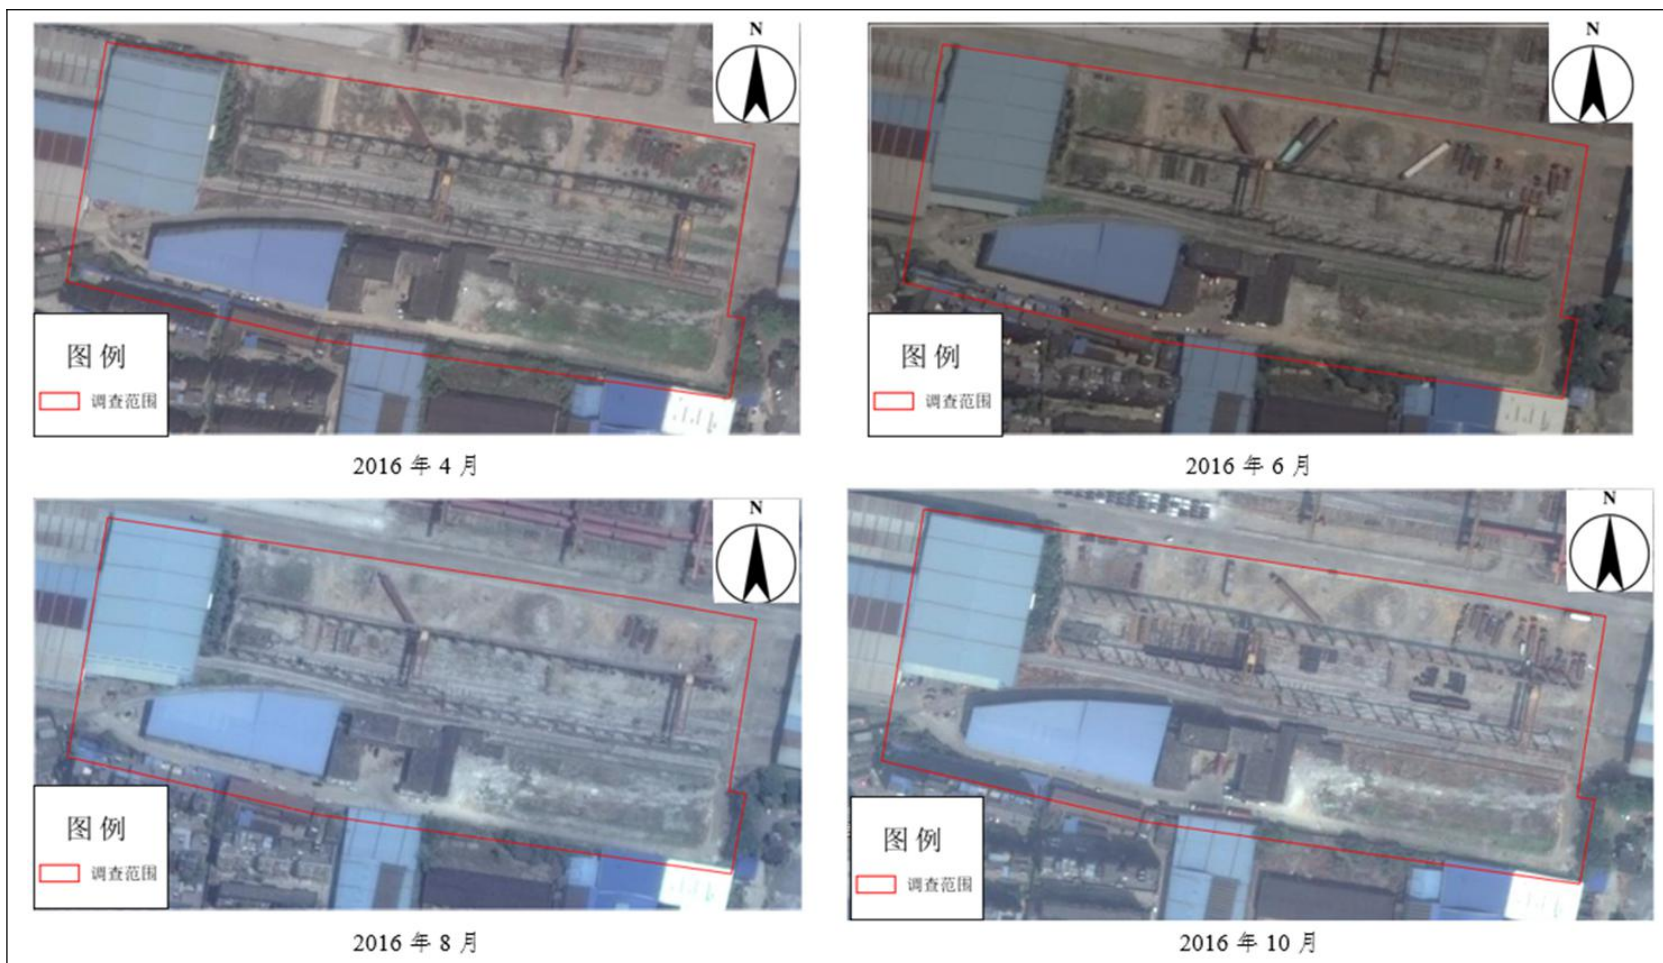 N
N
图 例
调查范围
图 例
调查范围
2016 年 4 月
2016 年 6 月
N
N
图 例
调查范围
图 例
调查范围
2016 年 8 月
2016 年 10 月